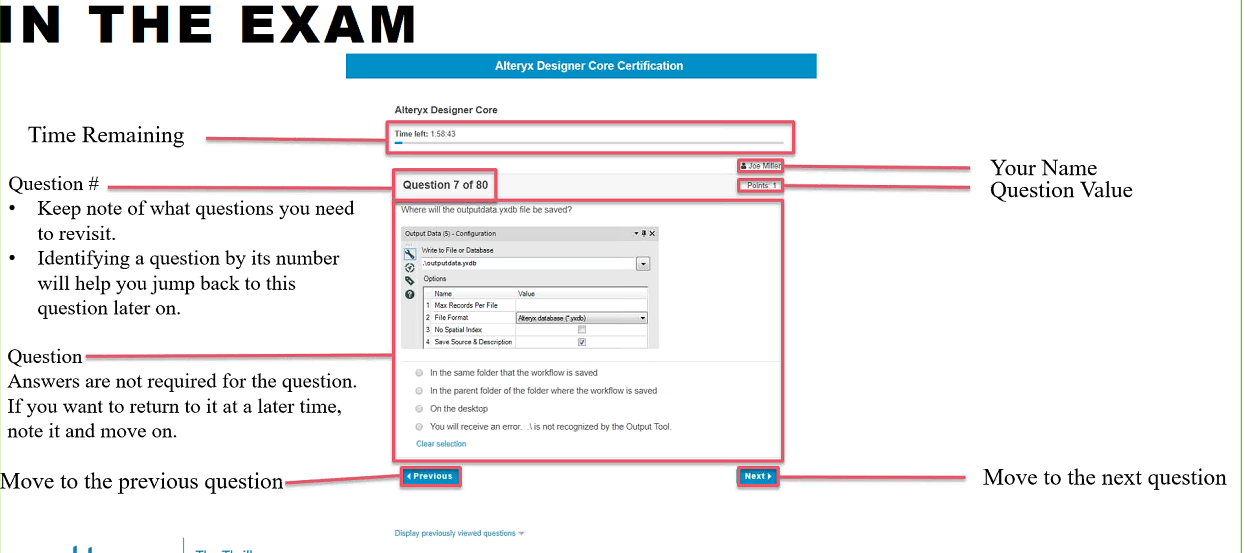 IN THE EXAM
Alteryx Designer Core Certification
Alteryx Designer Core
Time Remaining
Time left: 1:58:43
Joe Miller
Your Name
Question #
Question 7 of 80
Points: 1
Question Value
• Keep note of what questions you need
to revisit.
• Identifying a question by its number
will help you jump back to this
question later on.
Where will the outputdata.yxdb file be saved?
Output Data (5) - Configuration
Write to File or Database
.\outputdata.yxdb
Options
Name Value
1 Max Records Per File
2 File Format Alteryx database (*.yxdb)
3 No Spatial Index
4 Save Source & Description
Question
Answers are not required for the question.
If you want to return to it at a later time,
note it and move on.
In the same folder that the workflow is saved
In the parent folder of the folder where the workflow is saved
On the desktop
You will receive an error. .\ is not recognized by the Output Tool.
Clear selection
Move to the previous question
Previous
Next
Move to the next question
Display previously viewed questions